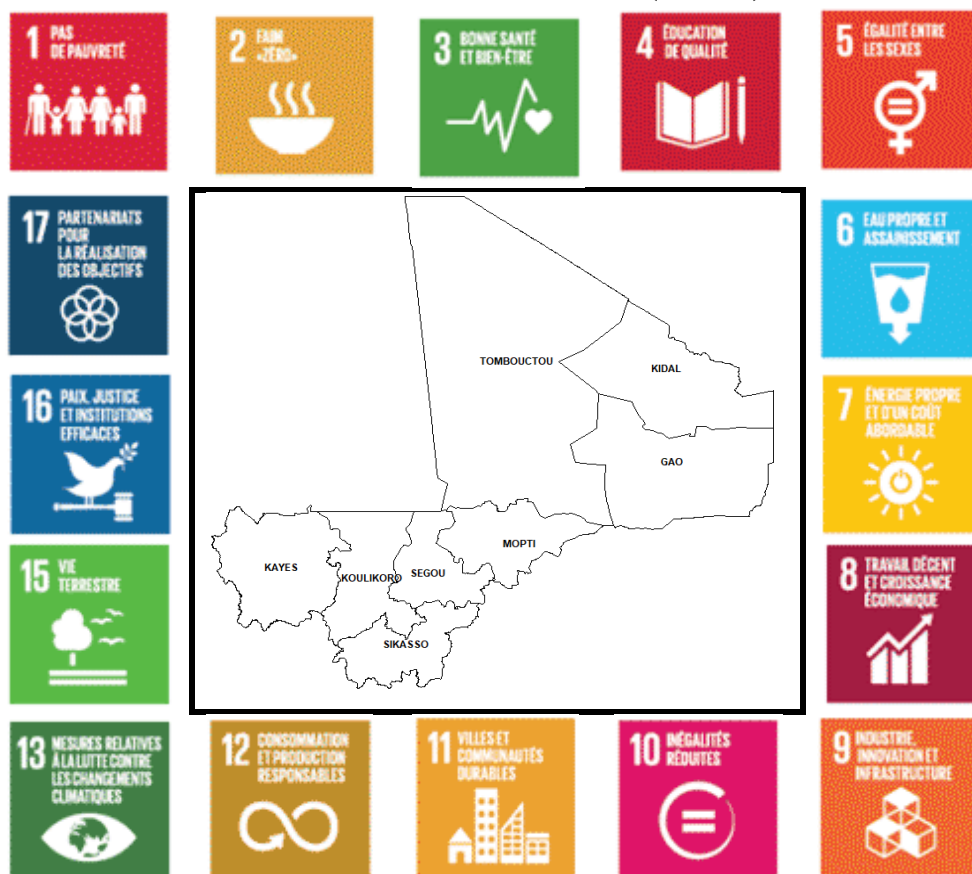 1 PAS
DE PAUVRETÉ
2 FAIM
«ZÉRO»
3 BONNE SANTÉ
ET BIEN-ÊTRE
4 ÉDUCATION
DE QUALITÉ
5 ÉGALITÉ ENTRE
LES SEXES
17 PARTENARIATS
POUR
LA RÉALISATION
DES OBJECTIFS
6 EAU PROPRE ET
ASSAINISSEMENT
TOMBOUCTOU
KIDAL
16 PAIX, JUSTICE
ET INSTITUTIONS
EFFICACES
7 ÉNERGIE PROPRE
ET D'UN COÛT
ABORDABLE
GAO
MOPTI
KAYES
KOULIKORO
SEGOU
SIKASSO
15 VIE
TERRESTRE
8 TRAVAIL DÉCENT
ET CROISSANCE
ÉCONOMIQUE
13 MESURES RELATIVES
À LA LUTTE CONTRE
LES CHANGEMENTS
CLIMATIQUES
12 CONSOMMATION
ET PRODUCTION
RESPONSABLES
11 VILLES ET
COMMUNAUTÉS
DURABLES
10 INÉGALITÉS
RÉDUITES
9 INDUSTRIE,
INNOVATION ET
INFRASTRUCTURE